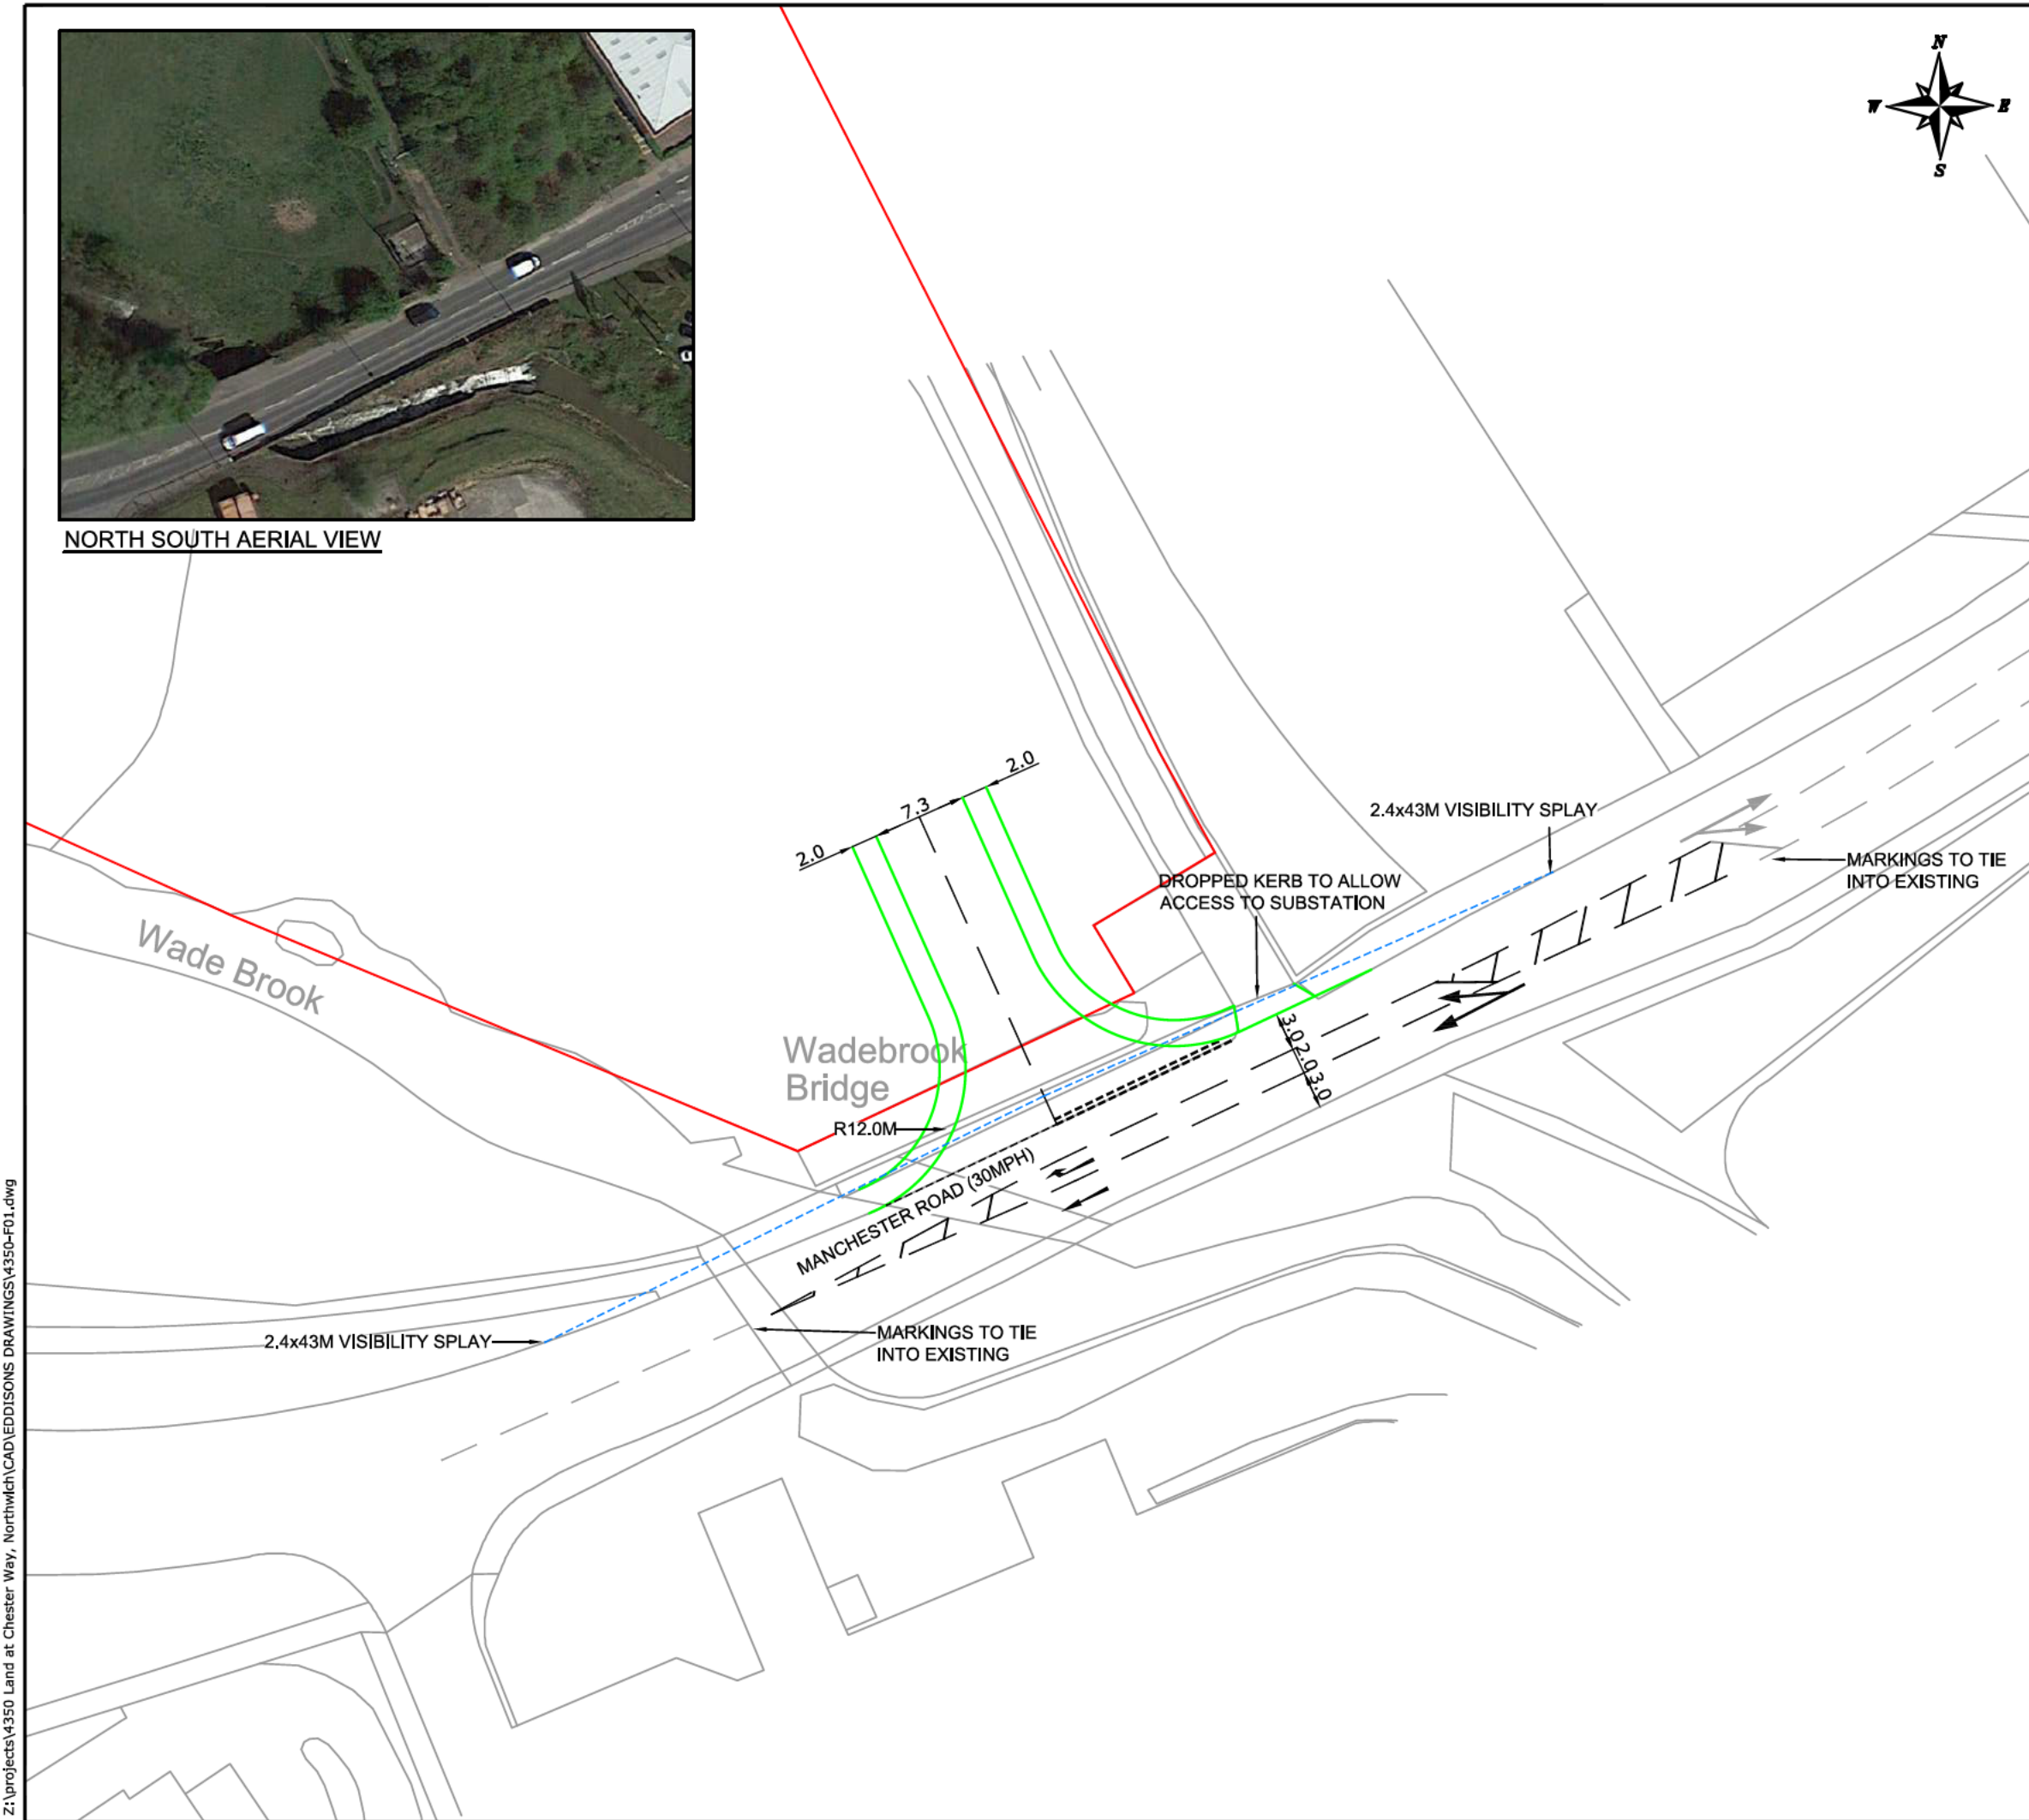 N
W
E
S
NORTH SOUTH AERIAL VIEW
2.0
7.3
2.0
2.4x43M VISIBILITY SPLAY
MARKINGS TO TIE
INTO EXISTING
DROPPED KERB TO ALLOW
ACCESS TO SUBSTATION
Wade Brook
Wadebrook
Bridge
R12.0M
3.0
2.0
3.0
MANCHESTER ROAD (30MPH)
2.4x43M VISIBILITY SPLAY
MARKINGS TO TIE
INTO EXISTING
Z:\projects\4350 Land at Chester Way, Northwich\CAD\EDDISONS DRAWINGS\4350-F01.dwg